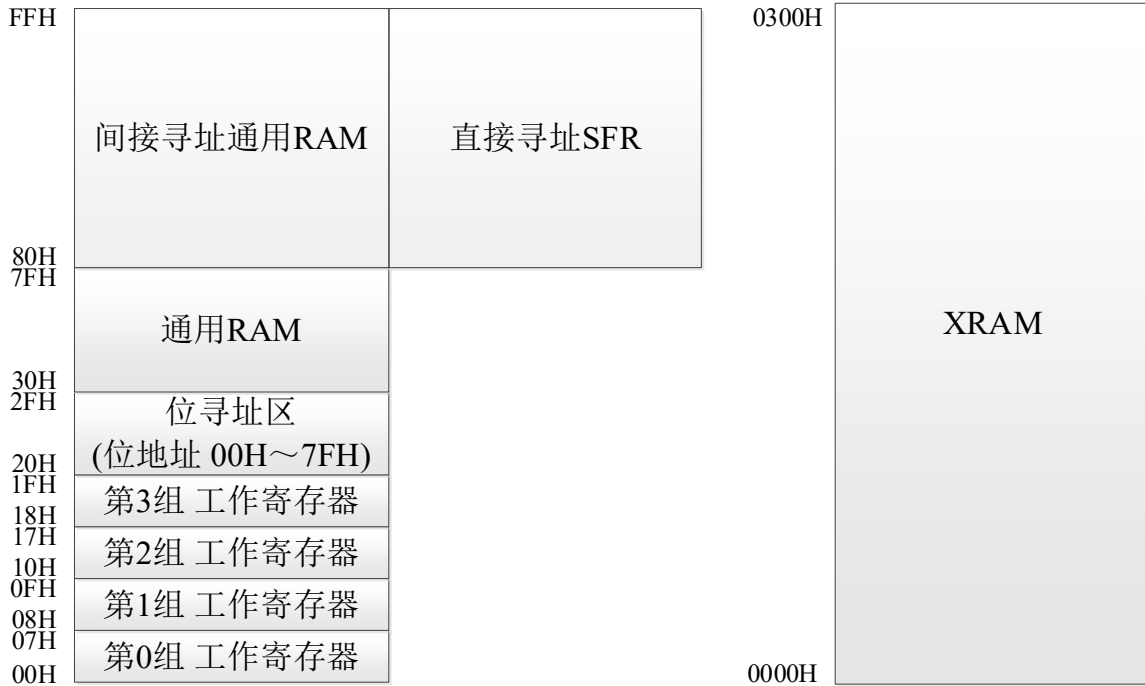 FFH
0300H
间接寻址通用RAM
直接寻址SFR
80H
7FH
通用RAM
XRAM
30H
2FH
位寻址区
(位地址 00H～7FH)
20H
1FH
第3组 工作寄存器
18H
17H
第2组 工作寄存器
10H
0FH
第1组 工作寄存器
08H
07H
第0组 工作寄存器
00H
0000H